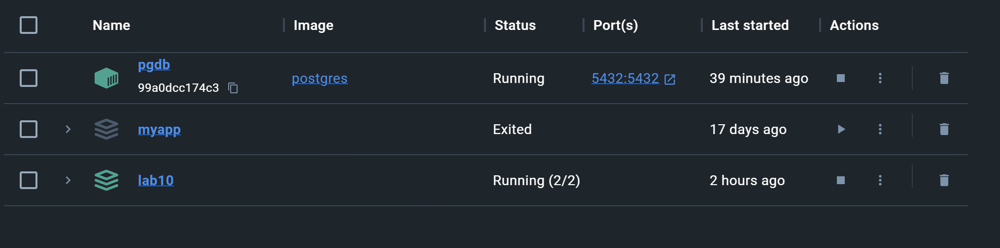 Name Image Status Port(s) Last started Actions
pgdb
99a0dcc174c3 postgres Running 5432:5432 39 minutes ago
myapp Exited 17 days ago
lab10 Running (2/2) 2 hours ago